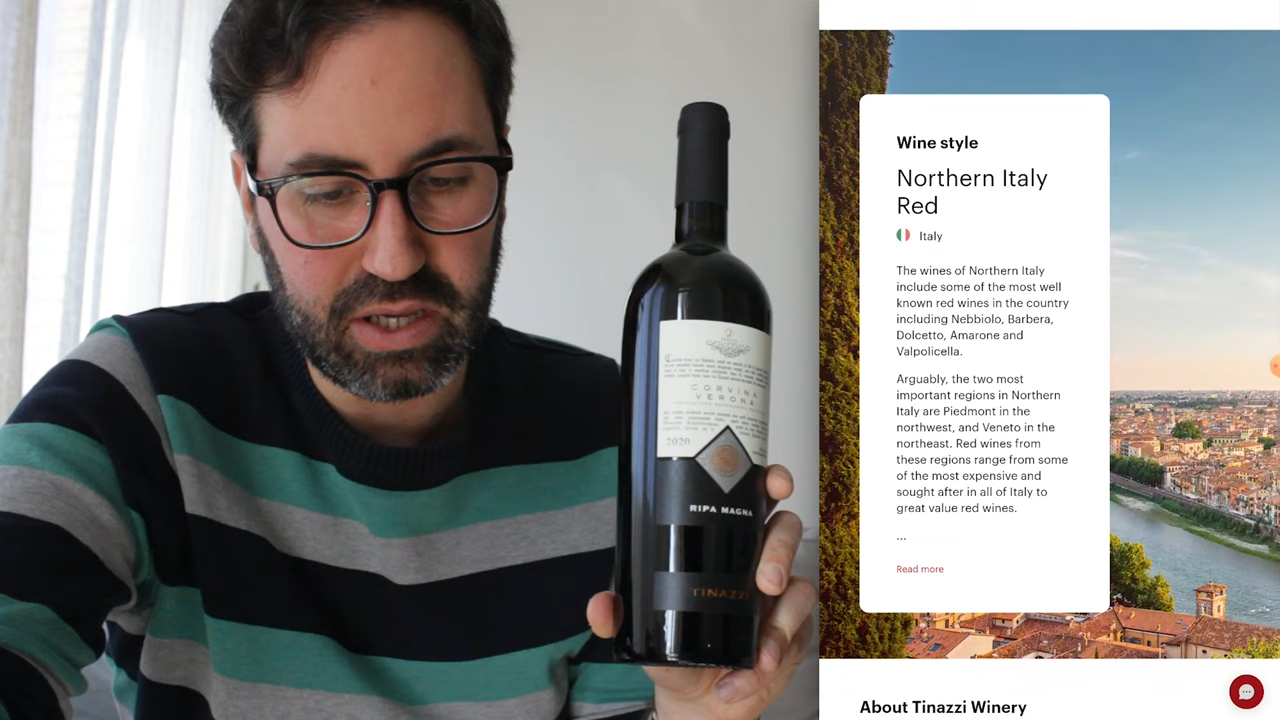 CORVINA
VERONA
2020
RIPA MAGNA
TINAZZI
Wine style
Northern Italy
Red
Italy
The wines of Northern Italy
include some of the most well
known red wines in the country
including Nebbiolo, Barbera,
Dolcetto, Amarone and
Valpolicella.
Arguably, the two most
important regions in Northern
Italy are Piedmont in the
northwest, and Veneto in the
northeast. Red wines from
these regions range from some
of the most expensive and
sought after in all of Italy to
great value red wines.
...
Read more
About Tinazzi Winery